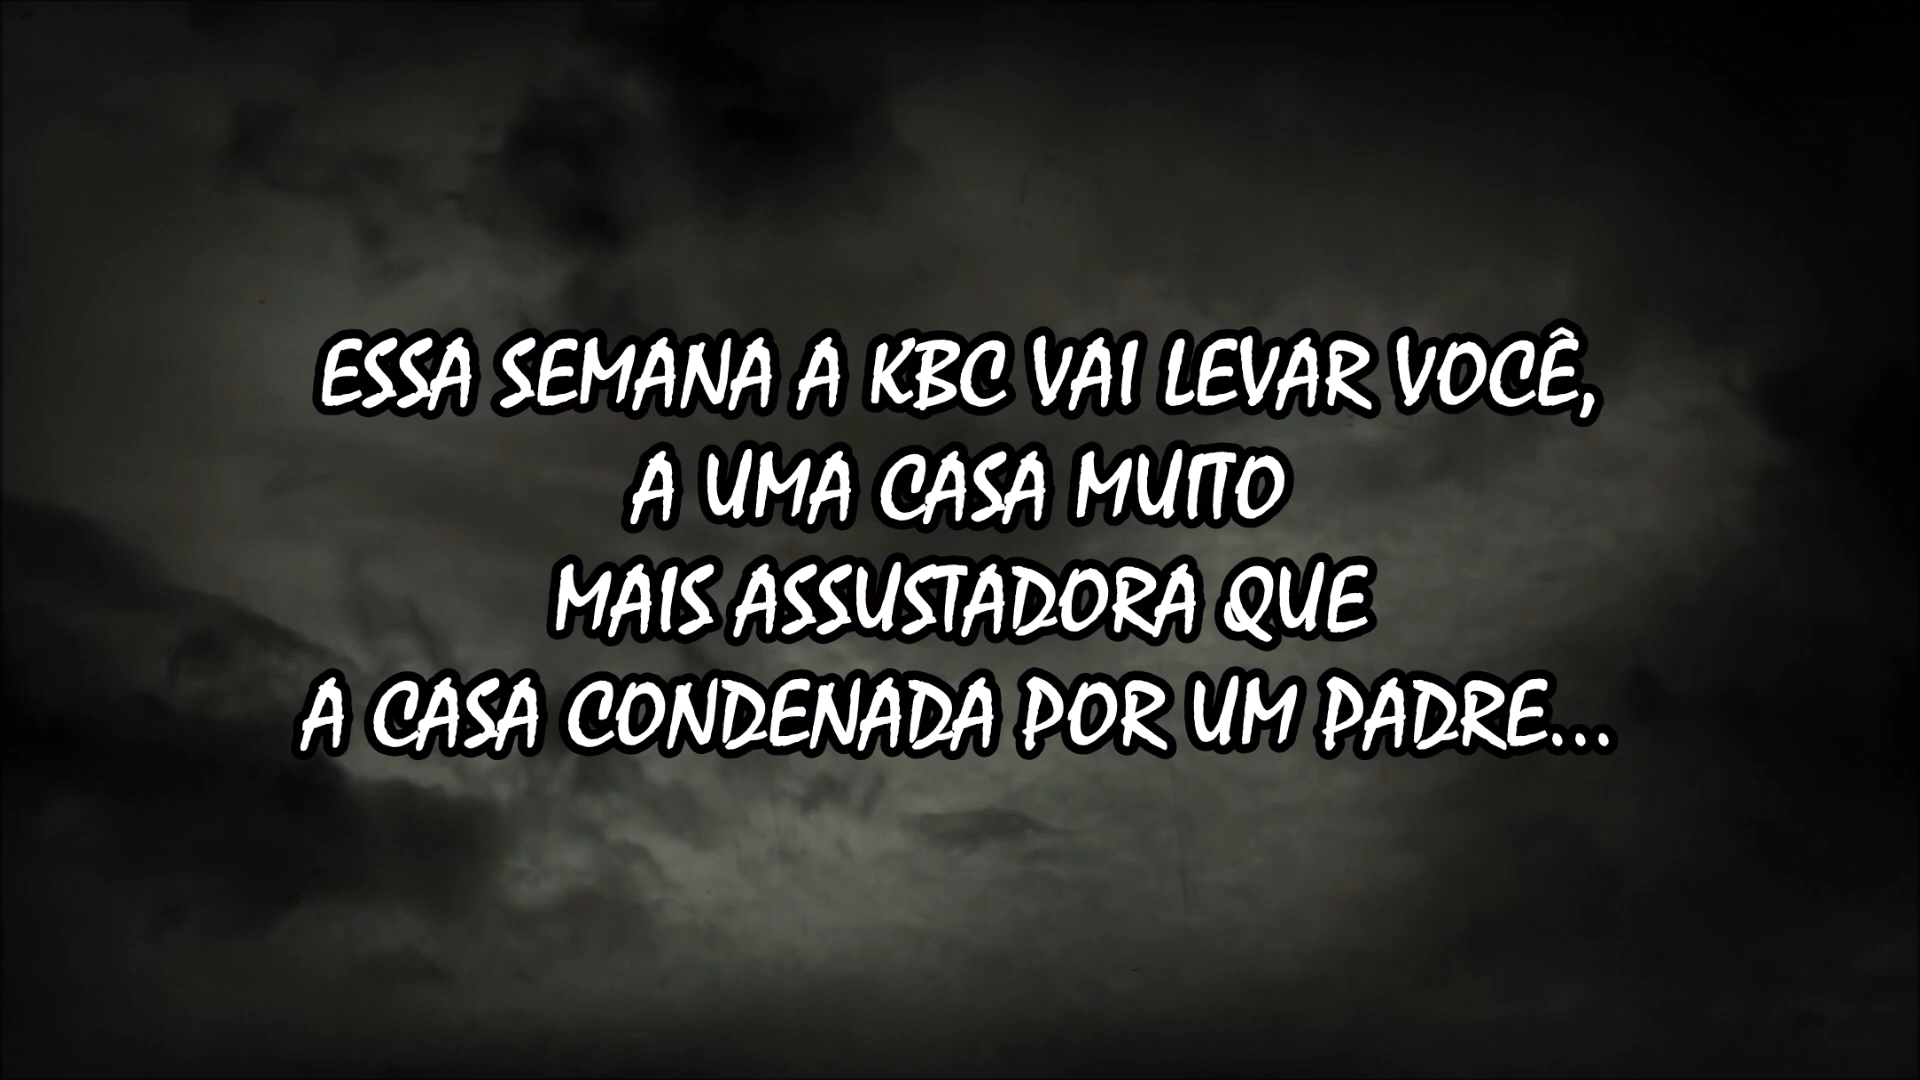 ESSA SEMANA A KBC VAI LEVAR VOCÊ,
A UMA CASA MUITO
MAIS ASSUSTADORA QUE
A CASA CONDENADA POR UM PADRE...